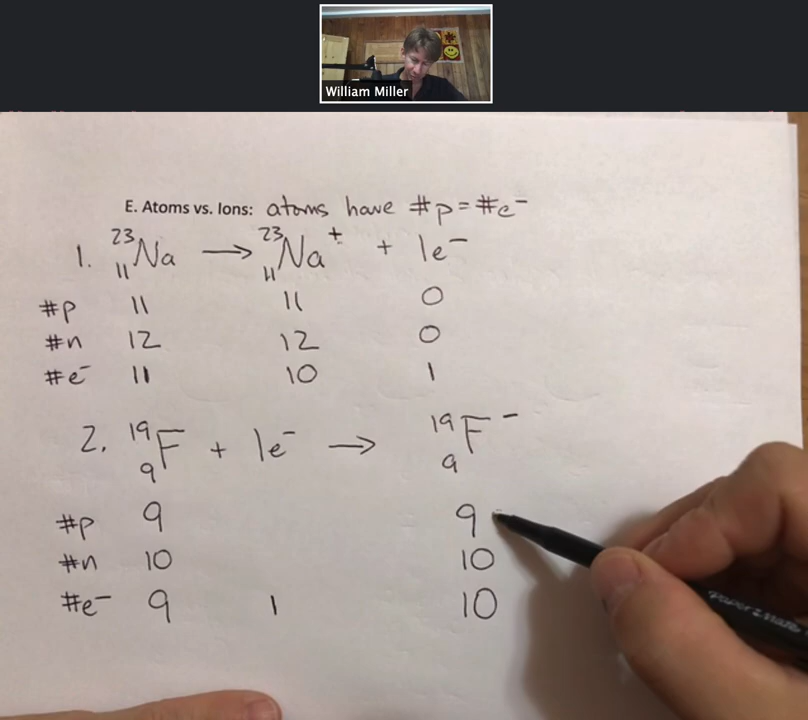 William Miller
E. Atoms vs. Ions: atoms have #p = #e⁻
1. ²³₁₁Na → ²³₁₁Na⁺ + 1e⁻
#p 11 11 0
#n 12 12 0
#e⁻ 11 10 1
2. ¹⁹₉F + 1e⁻ → ¹⁹₉F⁻
#p 9 9
#n 10 10
#e⁻ 9 1 10